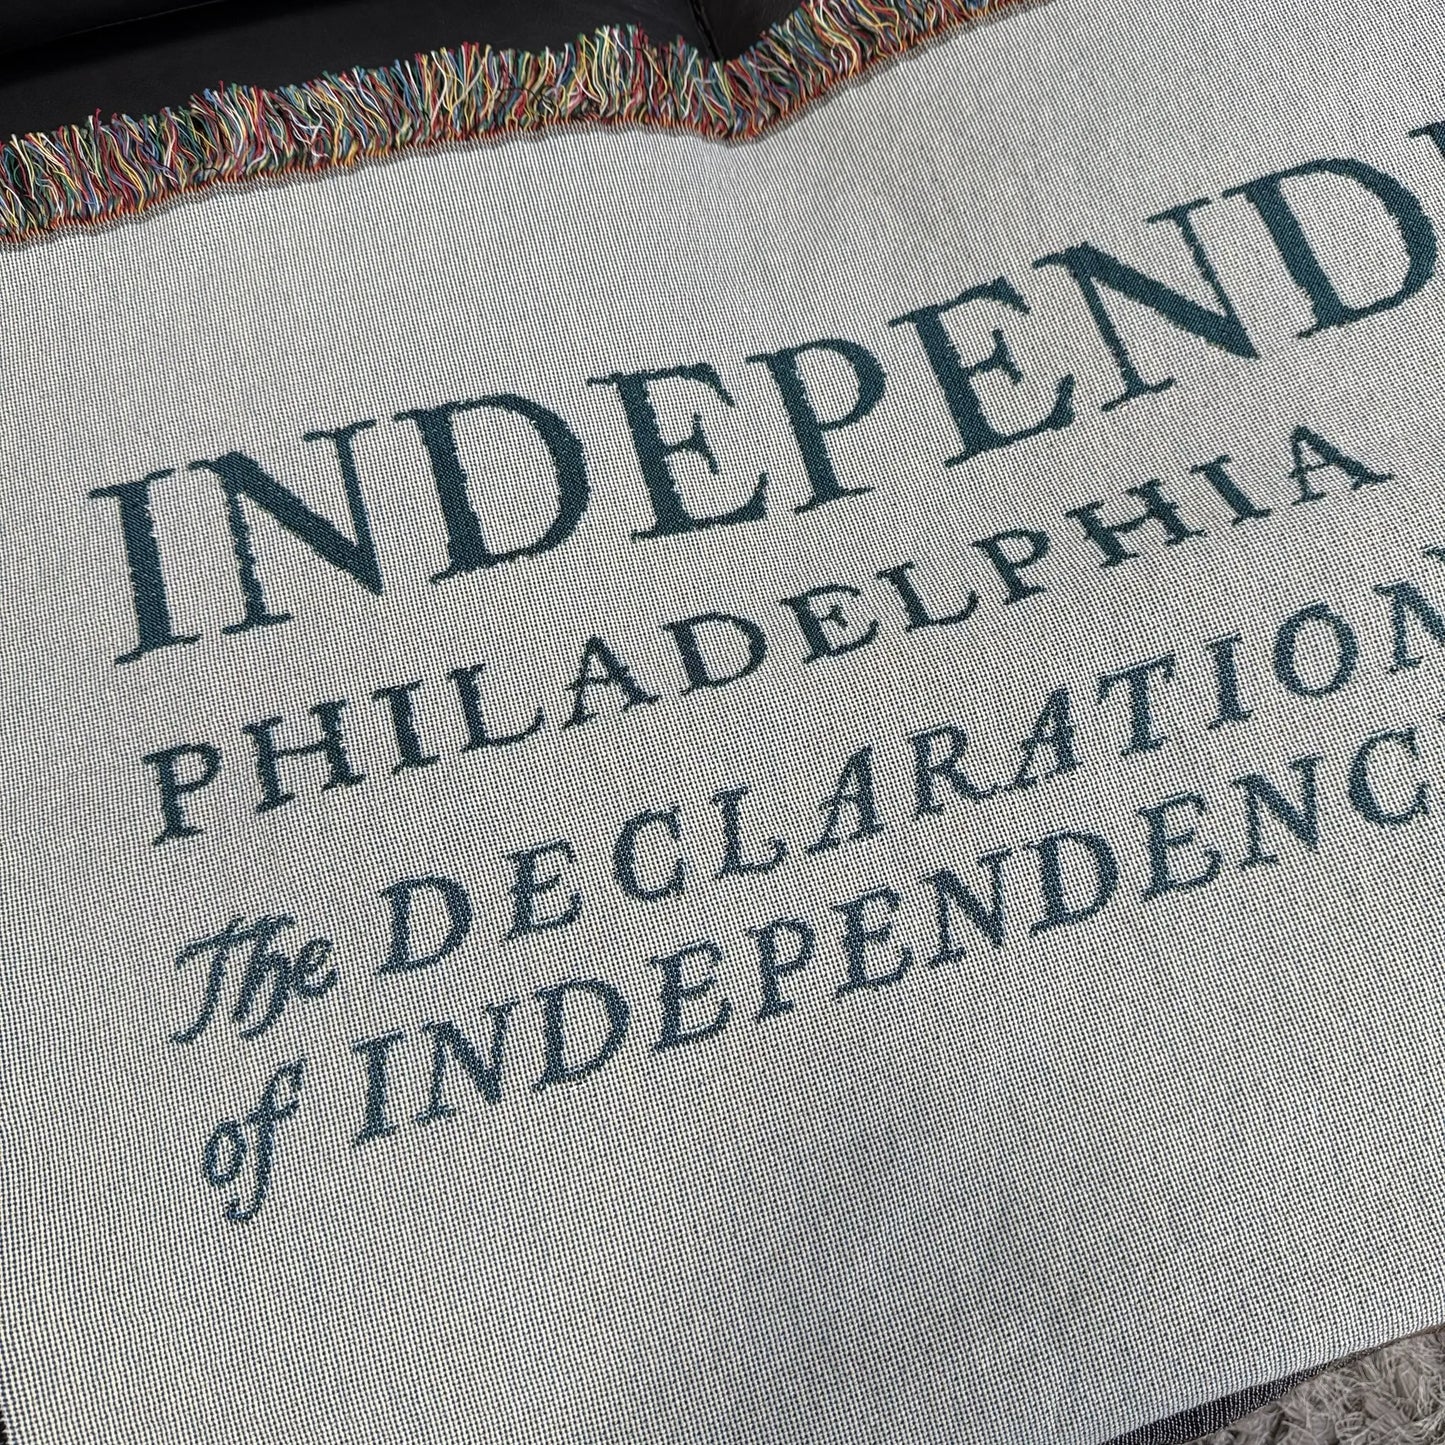 INDEPEND
PHILADELPHIA
The DECLARATION
of INDEPENDENC